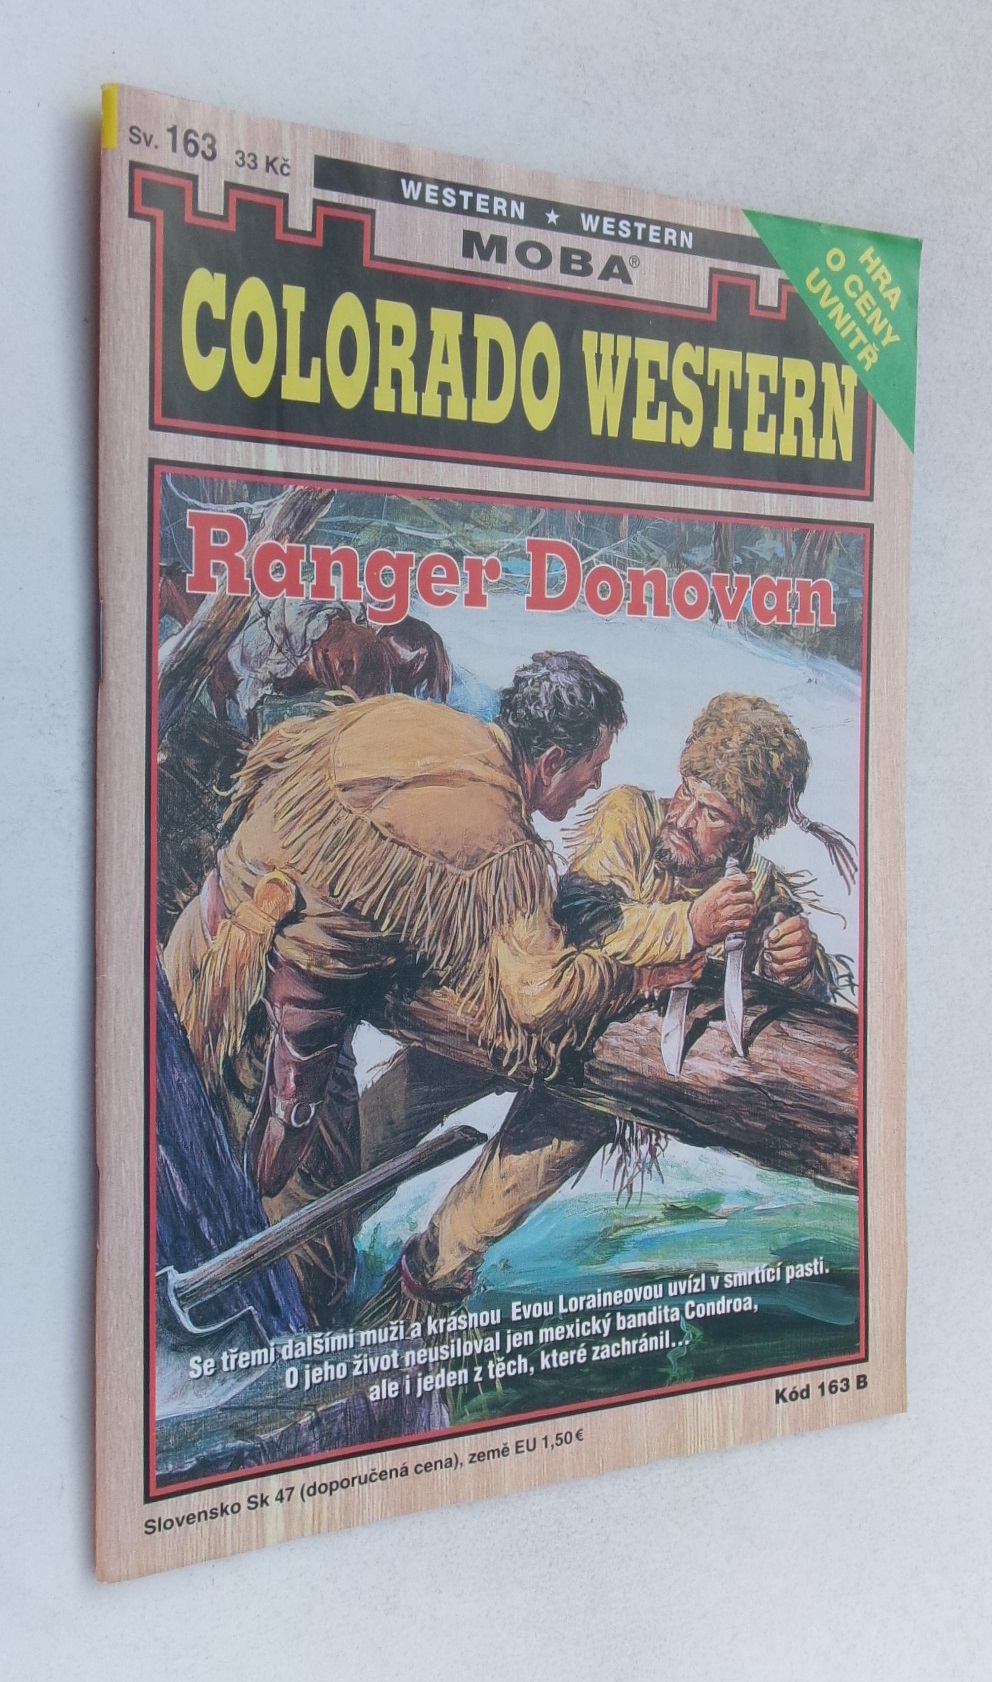 Sv. 163 33 Kč
WESTERN ★ WESTERN
MOBA®
HRA
O CENY
UVNITŘ
COLORADO WESTERN
Ranger Donovan
Se třemi dalšími muži a krásnou Evou Loraineovou uvízl v smrtící pasti.
O jeho život neusiloval jen mexický bandita Condroa,
ale i jeden z těch, které zachránil...
Kód 163 B
Slovensko Sk 47 (doporučená cena), země EU 1,50 €